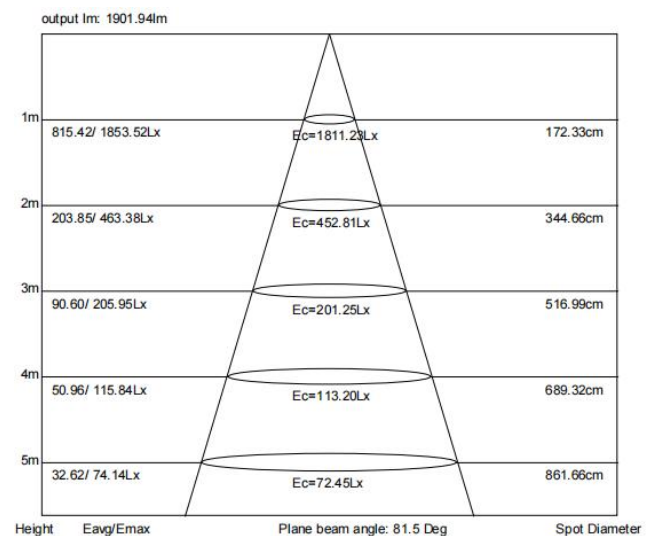 output lm: 1901.94lm
1m
815.42/ 1853.52Lx
Ec=1811.23Lx
172.33cm
2m
203.85/ 463.38Lx
Ec=452.81Lx
344.66cm
3m
90.60/ 205.95Lx
Ec=201.25Lx
516.99cm
4m
50.96/ 115.84Lx
Ec=113.20Lx
689.32cm
5m
32.62/ 74.14Lx
Ec=72.45Lx
861.66cm
Height Eavg/Emax Plane beam angle: 81.5 Deg Spot Diameter